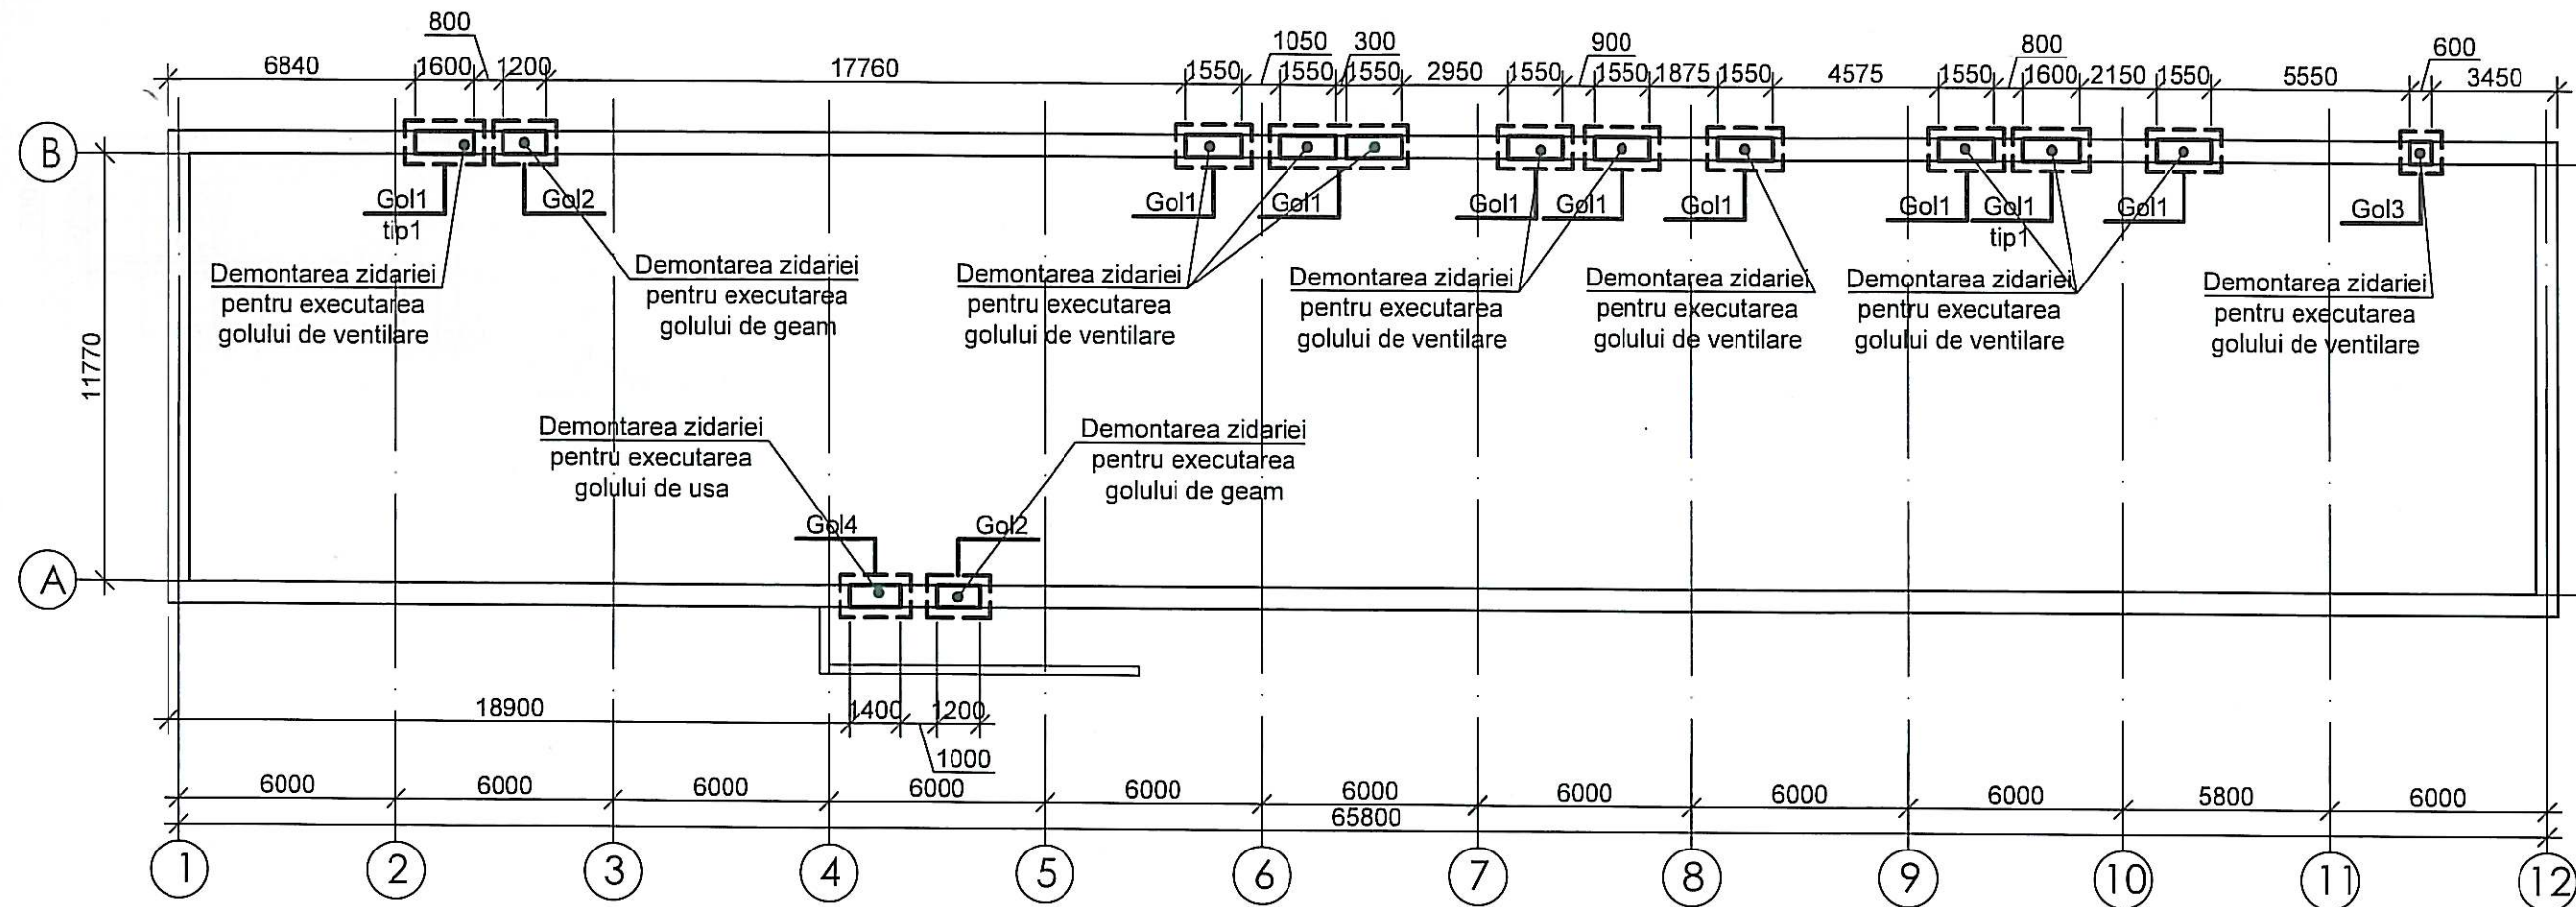 800
1050
300
900
800
600
6840
1600
1200
17760
1550
1550
1550
2950
1550
1550
1875
1550
4575
1550
1600
2150
1550
5550
3450
B
Gol1
tip1
Gol2
Gol1
Gol1
Gol1
Gol1
Gol1
Gol1
Gol1
tip1
Gol1
Gol3
Demontarea zidariei
pentru executarea
golului de ventilare
Demontarea zidariei
pentru executarea
golului de geam
Demontarea zidariei
pentru executarea
golului de ventilare
Demontarea zidariei
pentru executarea
golului de ventilare
Demontarea zidariei
pentru executarea
golului de ventilare
Demontarea zidariei
pentru executarea
golului de ventilare
Demontarea zidariei
pentru executarea
golului de ventilare
11770
Demontarea zidariei
pentru executarea
golului de usa
Demontarea zidariei
pentru executarea
golului de geam
Gol4
Gol2
A
18900
1400
1200
1000
6000
6000
6000
6000
6000
6000
6000
6000
6000
5800
6000
65800
1
2
3
4
5
6
7
8
9
10
11
12